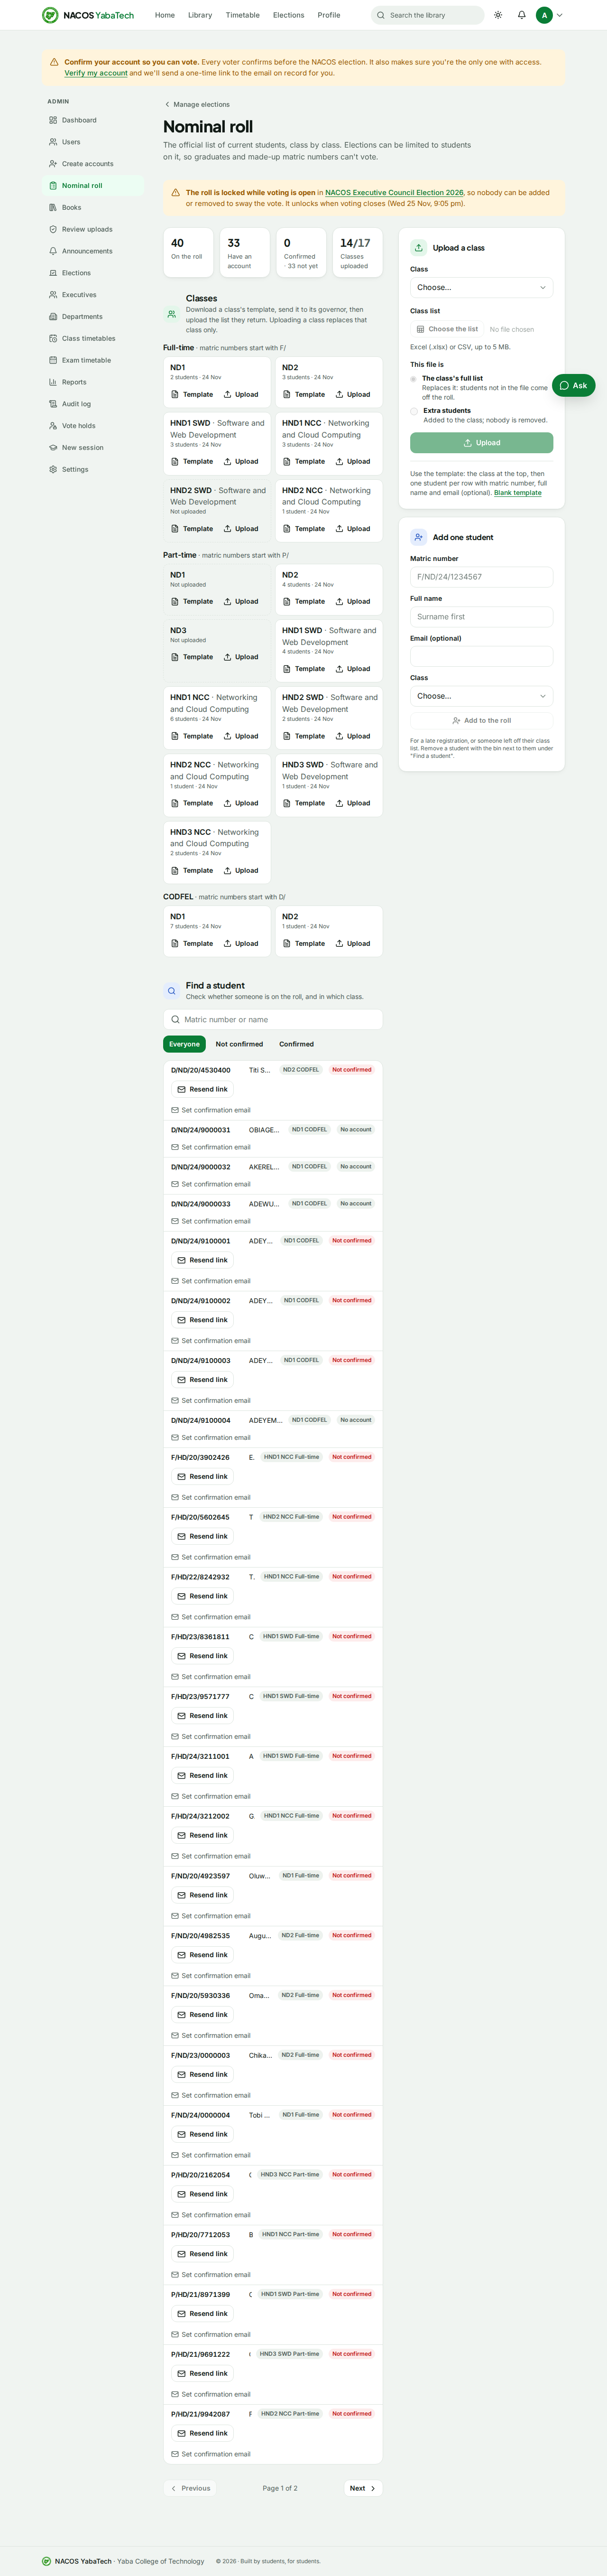 NACOS YabaTech
Home
Library
Timetable
Elections
Profile
Search the library
A
Confirm your account so you can vote. Every voter confirms before the NACOS election. It also makes sure you're the only one with access.
Verify my account and we'll send a one-time link to the email on record for you.
ADMIN
Dashboard
Users
Create accounts
Nominal roll
Books
Review uploads
Announcements
Elections
Executives
Departments
Class timetables
Exam timetable
Reports
Audit log
Vote holds
New session
Settings
Manage elections
Nominal roll
The official list of current students, class by class. Elections can be limited to students
on it, so graduates and made-up matric numbers can't vote.
The roll is locked while voting is open in NACOS Executive Council Election 2026, so nobody can be added
or removed to sway the vote. It unlocks when voting closes (Wed 25 Nov, 9:05 pm).
40
On the roll
33
Have an
account
0
Confirmed
· 33 not yet
14/17
Classes
uploaded
Classes
Download a class's template, send it to its governor, then
upload the list they return. Uploading a class replaces that
class only.
Full-time · matric numbers start with F/
ND1
2 students · 24 Nov
Template
Upload
ND2
3 students · 24 Nov
Template
Upload
HND1 SWD · Software and
Web Development
3 students · 24 Nov
Template
Upload
HND1 NCC · Networking
and Cloud Computing
3 students · 24 Nov
Template
Upload
HND2 SWD · Software and
Web Development
Not uploaded
Template
Upload
HND2 NCC · Networking
and Cloud Computing
1 student · 24 Nov
Template
Upload
Part-time · matric numbers start with P/
ND1
Not uploaded
Template
Upload
ND2
4 students · 24 Nov
Template
Upload
ND3
Not uploaded
Template
Upload
HND1 SWD · Software and
Web Development
4 students · 24 Nov
Template
Upload
HND1 NCC · Networking
and Cloud Computing
6 students · 24 Nov
Template
Upload
HND2 SWD · Software and
Web Development
2 students · 24 Nov
Template
Upload
HND2 NCC · Networking
and Cloud Computing
1 student · 24 Nov
Template
Upload
HND3 SWD · Software and
Web Development
1 student · 24 Nov
Template
Upload
HND3 NCC · Networking
and Cloud Computing
2 students · 24 Nov
Template
Upload
CODFEL · matric numbers start with D/
ND1
7 students · 24 Nov
Template
Upload
ND2
1 student · 24 Nov
Template
Upload
Find a student
Check whether someone is on the roll, and in which class.
Matric number or name
Everyone
Not confirmed
Confirmed
D/ND/20/4530400 Titi S... ND2 CODFEL Not confirmed
Resend link
Set confirmation email
D/ND/24/9000031 OBIAGE... ND1 CODFEL No account
Set confirmation email
D/ND/24/9000032 AKEREL... ND1 CODFEL No account
Set confirmation email
D/ND/24/9000033 ADEWU... ND1 CODFEL No account
Set confirmation email
D/ND/24/9100001 ADEY... ND1 CODFEL Not confirmed
Resend link
Set confirmation email
D/ND/24/9100002 ADEY... ND1 CODFEL Not confirmed
Resend link
Set confirmation email
D/ND/24/9100003 ADEY... ND1 CODFEL Not confirmed
Resend link
Set confirmation email
D/ND/24/9100004 ADEYEM... ND1 CODFEL No account
Set confirmation email
F/HD/20/3902426 E. HND1 NCC Full-time Not confirmed
Resend link
Set confirmation email
F/HD/20/5602645 T HND2 NCC Full-time Not confirmed
Resend link
Set confirmation email
F/HD/22/8242932 T. HND1 NCC Full-time Not confirmed
Resend link
Set confirmation email
F/HD/23/8361811 C HND1 SWD Full-time Not confirmed
Resend link
Set confirmation email
F/HD/23/9571777 C HND1 SWD Full-time Not confirmed
Resend link
Set confirmation email
F/HD/24/3211001 A HND1 SWD Full-time Not confirmed
Resend link
Set confirmation email
F/HD/24/3212002 G HND1 NCC Full-time Not confirmed
Resend link
Set confirmation email
F/ND/20/4923597 Oluw... ND1 Full-time Not confirmed
Resend link
Set confirmation email
F/ND/20/4982535 Augu... ND2 Full-time Not confirmed
Resend link
Set confirmation email
F/ND/20/5930336 Oma... ND2 Full-time Not confirmed
Resend link
Set confirmation email
F/ND/23/0000003 Chika... ND2 Full-time Not confirmed
Resend link
Set confirmation email
F/ND/24/0000004 Tobi ... ND1 Full-time Not confirmed
Resend link
Set confirmation email
P/HD/20/2162054 HND3 NCC Part-time Not confirmed
Resend link
Set confirmation email
P/HD/20/7712053 B HND1 NCC Part-time Not confirmed
Resend link
Set confirmation email
P/HD/21/8971399 HND1 SWD Part-time Not confirmed
Resend link
Set confirmation email
P/HD/21/9691222 HND3 SWD Part-time Not confirmed
Resend link
Set confirmation email
P/HD/21/9942087 HND2 NCC Part-time Not confirmed
Resend link
Set confirmation email
Previous
Page 1 of 2
Next
Upload a class
Class
Choose...
Class list
Choose the list
No file chosen
Excel (.xlsx) or CSV, up to 5 MB.
This file is
The class's full list
Replaces it: students not in the file come
off the roll.
Extra students
Added to the class; nobody is removed.
Upload
Use the template: the class at the top, then
one student per row with matric number, full
name and email (optional). Blank template
Ask
Add one student
Matric number
F/ND/24/1234567
Full name
Surname first
Email (optional)
Class
Choose...
Add to the roll
For a late registration, or someone left off their class
list. Remove a student with the bin next to them under
"Find a student".
NACOS YabaTech · Yaba College of Technology
© 2026 · Built by students, for students.